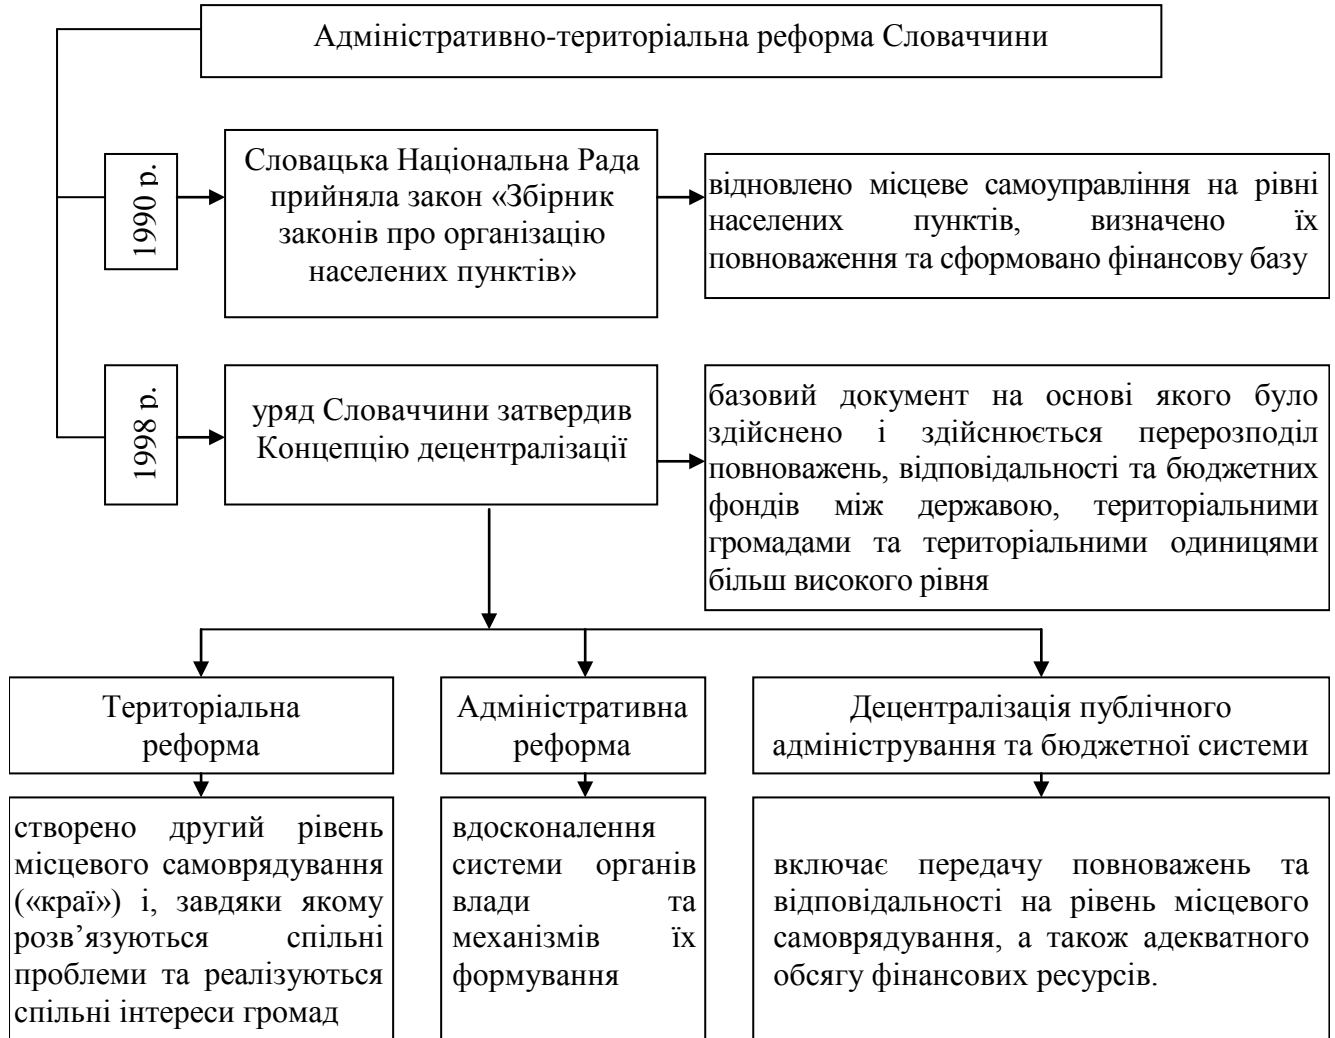 Адміністративно-територіальна реформа Словаччини
1990 р.
Словацька Національна Рада
прийняла закон «Збірник
законів про організацію
населених пунктів»
відновлено місцеве самоуправління на рівні
населених пунктів, визначено їх
повноваження та сформовано фінансову базу
1998 р.
уряд Словаччини затвердив
Концепцію децентралізації
базовий документ на основі якого було
здійснено і здійснюється перерозподіл
повноважень, відповідальності та бюджетних
фондів між державою, територіальними
громадами та територіальними одиницями
більш високого рівня
Територіальна
реформа
Адміністративна
реформа
Децентралізація публічного
адміністрування та бюджетної системи
створено другий рівень
місцевого самоврядування
(«краї») і, завдяки якому
розв’язуються спільні
проблеми та реалізуються
спільні інтереси громад
вдосконалення
системи органів
влади та
механізмів їх
формування
включає передачу повноважень та
відповідальності на рівень місцевого
самоврядування, а також адекватного
обсягу фінансових ресурсів.